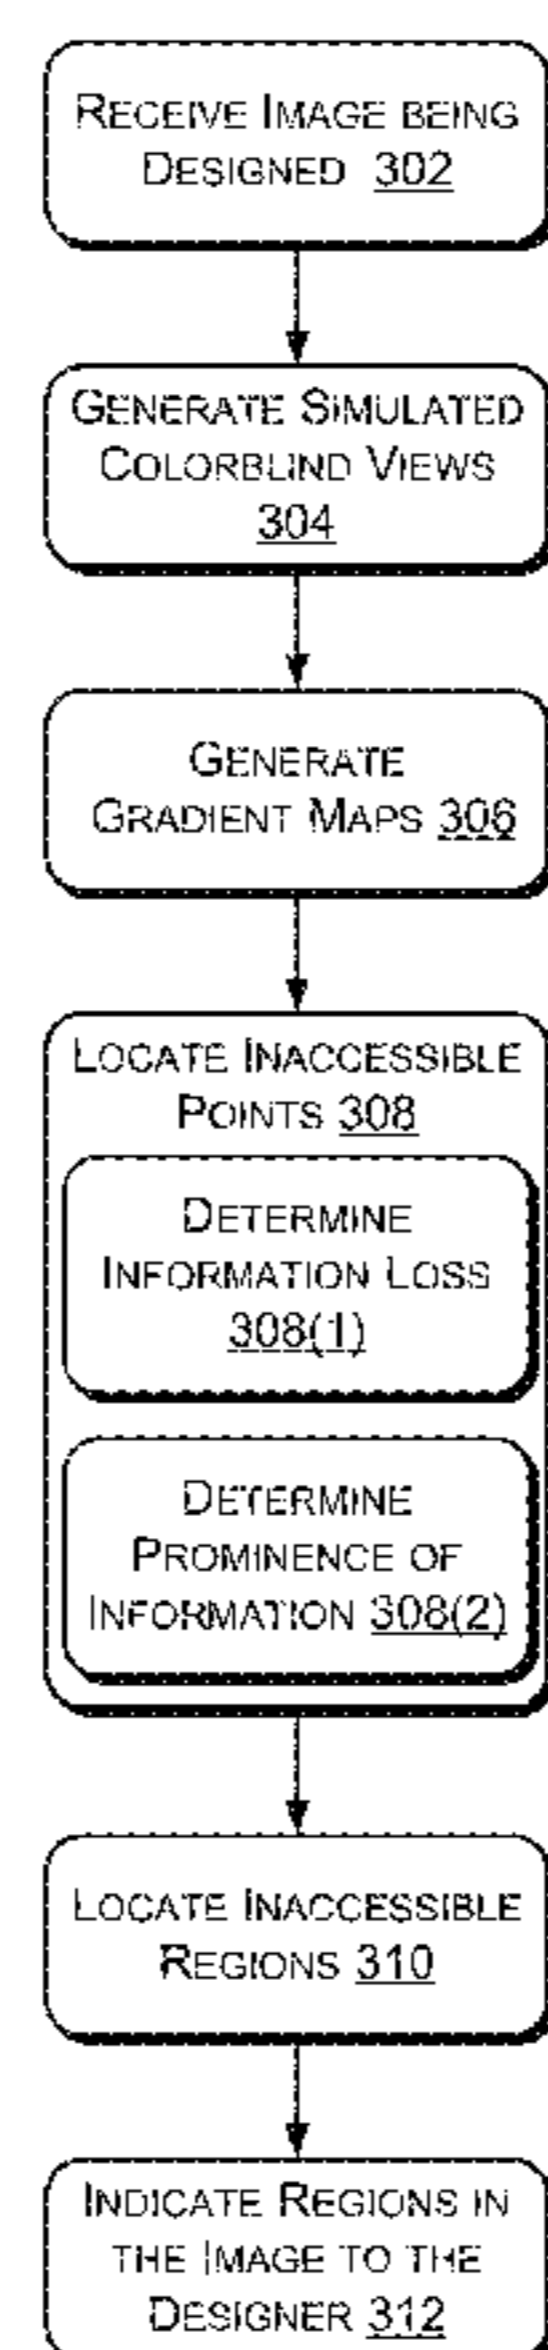 RECEIVE IMAGE BEING
DESIGNED 302
GENERATE SIMULATED
COLORBLIND VIEWS
304
GENERATE
GRADIENT MAPS 306
LOCATE INACCESSIBLE
POINTS 308
DETERMINE
INFORMATION LOSS
308(1)
DETERMINE
PROMINENCE OF
INFORMATION 308(2)
LOCATE INACCESSIBLE
REGIONS 310
INDICATE REGIONS IN
THE IMAGE TO THE
DESIGNER 312